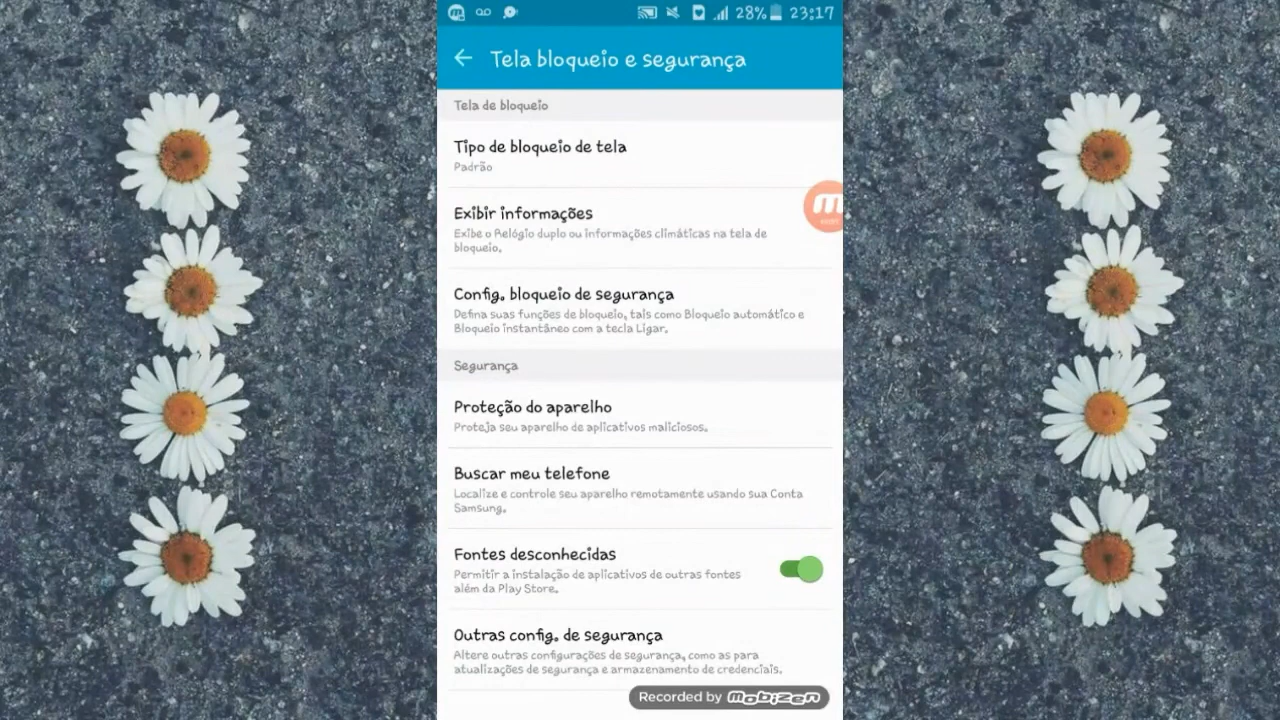 28% 23:17
Tela bloqueio e segurança
Tela de bloqueio
Tipo de bloqueio de tela
Padrão
Exibir informações
Exibe o Relógio duplo ou informações climáticas na tela de
bloqueio.
Config. bloqueio de segurança
Defina suas funções de bloqueio, tais como Bloqueio automático e
Bloqueio instantâneo com a tecla Ligar.
Segurança
Proteção do aparelho
Proteja seu aparelho de aplicativos maliciosos.
Buscar meu telefone
Localize e controle seu aparelho remotamente usando sua Conta
Samsung.
Fontes desconhecidas
Permitir a instalação de aplicativos de outras fontes
além da Play Store.
Outras config. de segurança
Altere outras configurações de segurança, como as para
atualizações de segurança e armazenamento de credenciais.
Recorded by mobizen